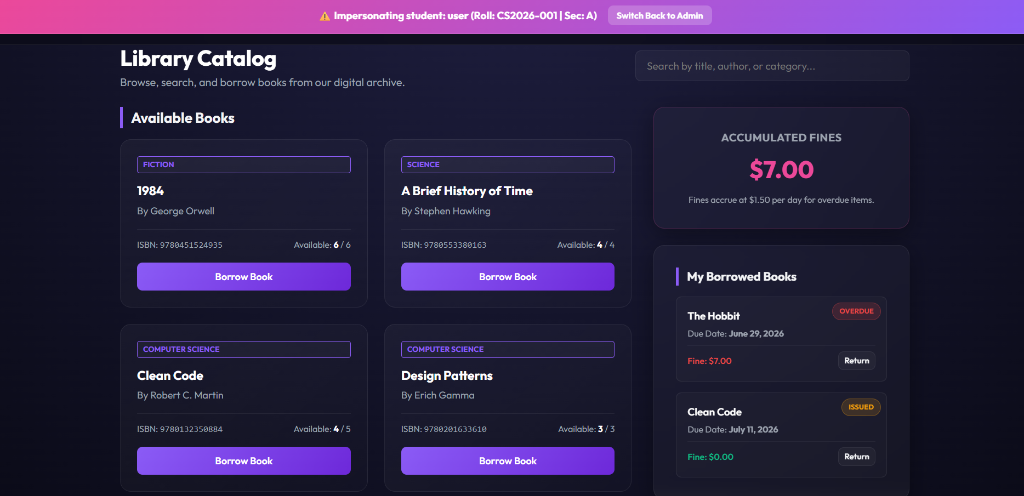 ⚠️ Impersonating student: user (Roll: CS2026-001 | Sec: A) Switch Back to Admin
Library Catalog
Browse, search, and borrow books from our digital archive.
Search by title, author, or category...
Available Books
FICTION
1984
By George Orwell
ISBN: 9780451524935 Available: 6 / 6
Borrow Book
SCIENCE
A Brief History of Time
By Stephen Hawking
ISBN: 9780553380163 Available: 4 / 4
Borrow Book
COMPUTER SCIENCE
Clean Code
By Robert C. Martin
ISBN: 9780132350884 Available: 4 / 5
Borrow Book
COMPUTER SCIENCE
Design Patterns
By Erich Gamma
ISBN: 9780201633610 Available: 3 / 3
Borrow Book
ACCUMULATED FINES
$7.00
Fines accrue at $1.50 per day for overdue items.
My Borrowed Books
The Hobbit OVERDUE
Due Date: June 29, 2026
Fine: $7.00 Return
Clean Code ISSUED
Due Date: July 11, 2026
Fine: $0.00 Return